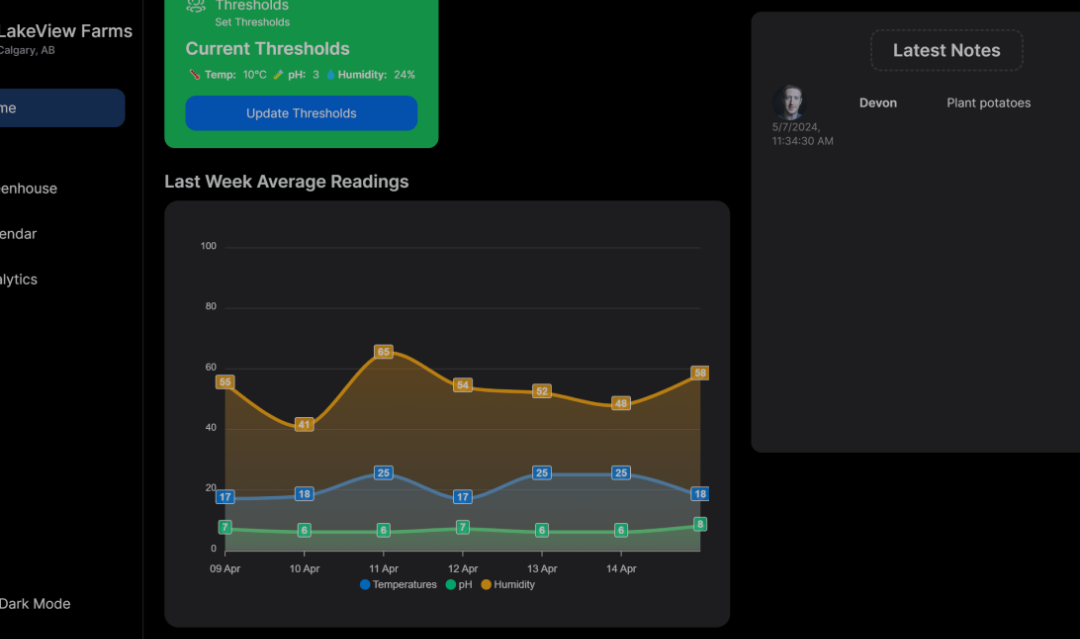 LakeView Farms
Calgary, AB
me
enhouse
endar
lytics
Dark Mode
Thresholds
Set Thresholds
Current Thresholds
Temp: 10°C pH: 3 Humidity: 24%
Update Thresholds
Last Week Average Readings
100
80
60
40
20
0
55
41
65
54
52
48
58
17
18
25
17
25
25
18
7
6
6
7
6
6
8
09 Apr
10 Apr
11 Apr
12 Apr
13 Apr
14 Apr
Temperatures pH Humidity
Latest Notes
Devon Plant potatoes
5/7/2024,
11:34:30 AM